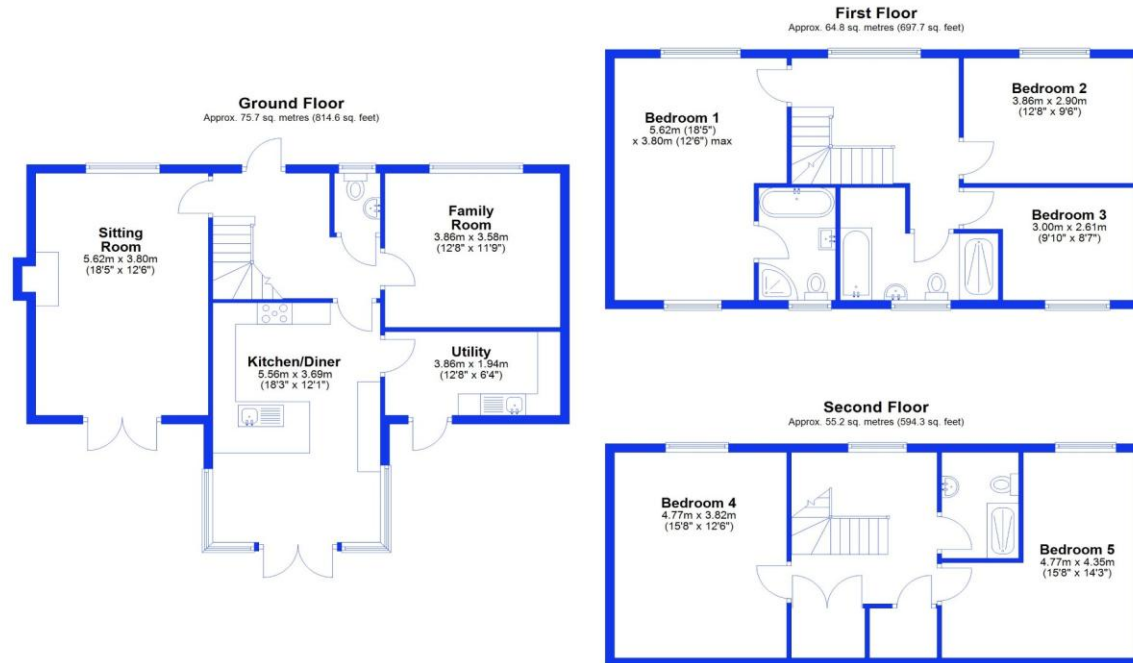 Ground Floor
Approx. 75.7 sq. metres (814.6 sq. feet)
Sitting
Room
5.62m x 3.80m
(18'5" x 12'6")
Family
Room
3.86m x 3.58m
(12'8" x 11'9")
Kitchen/Diner
5.56m x 3.69m
(18'3" x 12'1")
Utility
3.86m x 1.94m
(12'8" x 6'4")
First Floor
Approx. 64.8 sq. metres (697.7 sq. feet)
Bedroom 1
5.62m (18'5")
x 3.80m (12'6") max
Bedroom 2
3.86m x 2.90m
(12'8" x 9'6")
Bedroom 3
3.00m x 2.61m
(9'10" x 8'7")
Second Floor
Approx. 55.2 sq. metres (594.3 sq. feet)
Bedroom 4
4.77m x 3.82m
(15'8" x 12'6")
Bedroom 5
4.77m x 4.35m
(15'8" x 14'3")